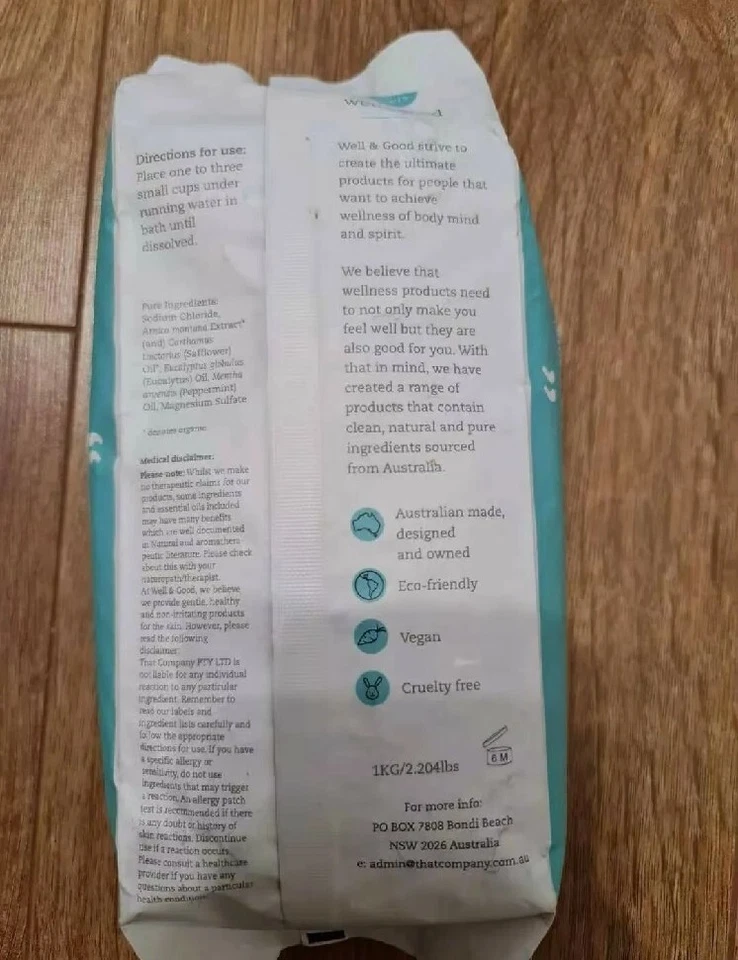 Directions for use:
Place one to three
small cups under
running water in
bath until
dissolved.
Pure Ingredients:
Sodium Chloride,
Arnica montana Extract*
(and) Carthamus
tinctorius (Safflower)
Oil*, Eucalyptus globulus
(Eucalyptus) Oil, Mentha
arvensis (Peppermint)
Oil, Magnesium Sulfate
* denotes organic
Medical disclaimer:
Please note: Whilst we make
no therapeutic claims for our
products, some ingredients
and essential oils included
may have many benefits
which are well documented
in Natural and aromathera
peutic literature. Please check
about this with your
naturopath/therapist.
At Well & Good, we believe
we provide gentle, healthy
and non-irritating products
for the skin. However, please
read the following
disclaimer:
That Company PTY LTD is
not liable for any individual
reaction to any particular
ingredient. Remember to
read our labels and
ingredient lists carefully and
follow the appropriate
directions for use. If you have
a specific allergy or
sensitivity, do not use
ingredients that may trigger
a reaction. An allergy patch
test is recommended if there
is any doubt or history of
skin reactions. Discontinue
use if a reaction occurs.
Please consult a healthcare
provider if you have any
questions about a particular
health condition
Well & Good strive to
create the ultimate
products for people that
want to achieve
wellness of body mind
and spirit.
We believe that
wellness products need
to not only make you
feel well but they are
also good for you. With
that in mind, we have
created a range of
products that contain
clean, natural and pure
ingredients sourced
from Australia.
Australian made,
designed
and owned
Eco-friendly
Vegan
Cruelty free
6 M
1KG/2.204lbs
For more info:
PO BOX 7808 Bondi Beach
NSW 2026 Australia
e: admin@thatcompany.com.au